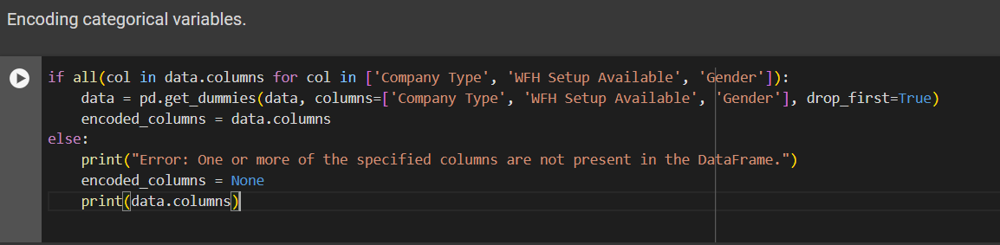 Encoding categorical variables.
if all(col in data.columns for col in ['Company Type', 'WFH Setup Available', 'Gender']):
    data = pd.get_dummies(data, columns=['Company Type', 'WFH Setup Available', 'Gender'], drop_first=True)
    encoded_columns = data.columns
else:
    print("Error: One or more of the specified columns are not present in the DataFrame.")
    encoded_columns = None
    print(data.columns)